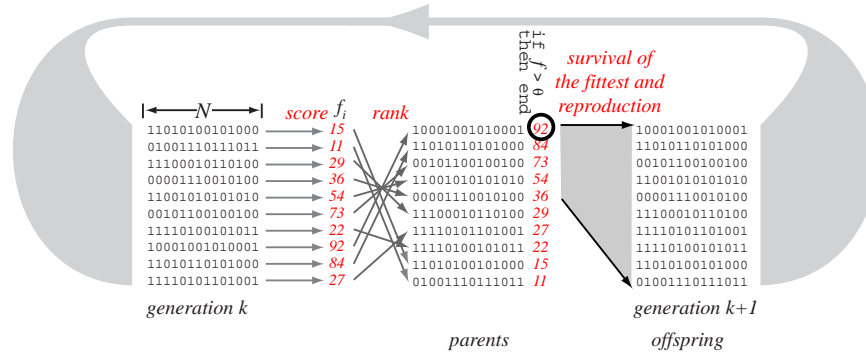 if f > θ
then end
survival of
the fittest and
reproduction
N
score f_i rank
11010100101000 15 10001001010001 92 10001001010001
01001110111011 11 11010110101000 84 11010110101000
11100010110100 29 00101100100100 73 00101100100100
00001110010100 36 11001010101010 54 11001010101010
11001010101010 54 00001110010100 36 00001110010100
00101100100100 73 11100010110100 29 11100010110100
11110100101011 22 11110101101001 27 11110101101001
10001001010001 92 11110100101011 22 11110100101011
11010110101000 84 11010100101000 15 11010100101000
11110101101001 27 01001110111011 11 01001110111011
generation k
generation k+1
parents
offspring